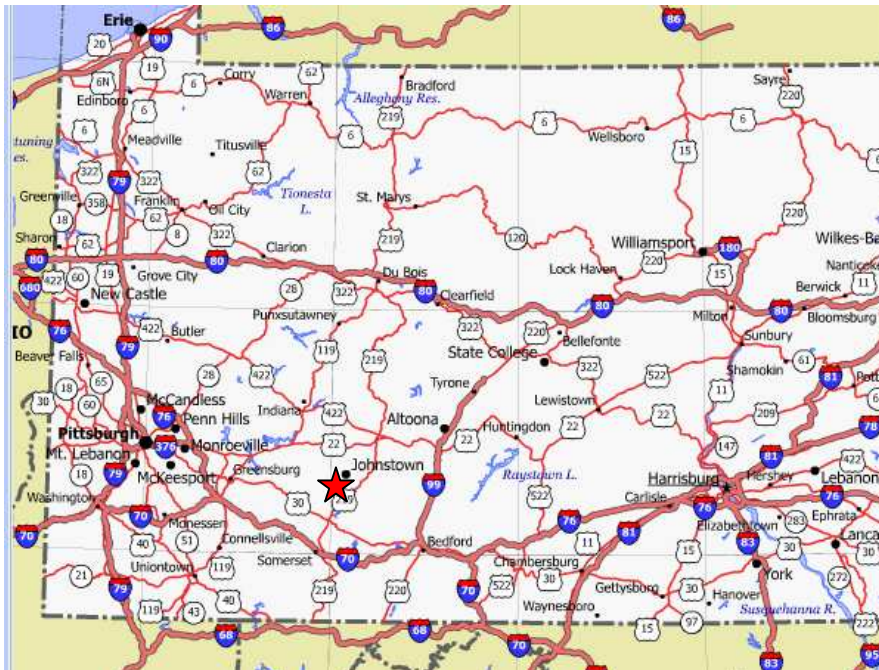 Erie
86
86
90
20
19
6N
6
Corry
62
Warren
Bradford
Allegheny Res.
Sayre
220
Edinboro
6
219
6
6
6
Wellsboro
15
Meadville
Titusville
tuning
es.
322
79
322
62
Tionesta
L.
St. Marys
Greenville
358
Franklin
Oil City
18
62
8
322
219
120
220
Sharon
62
Clarion
Williamsport
180
Wilkes-Be
80
80
Lock Haven
220
15
Nanticoke
422
60
19
Grove City
Du Bois
80
11
680
28
322
Clearfield
80
Berwick
New Castle
Punxsutawney
Milton
80
Bloomsburg
IO
76
422
Butler
119
322
220
Bellefonte
Sunbury
79
219
State College
Beaver Falls
28
422
322
522
Shamokin
61
18
65
Tyrone
11
81
Pott
30
60
McCandless
Indiana
422
Lewistown
6
76
Penn Hills
Altoona
22
209
Pittsburgh
22
22
Huntingdon
22
78
376
Monroeville
147
81
Mt. Lebanon
Johnstown
18
79
McKeesport
Greensburg
99
Raystown L.
Harrisburg
Hershey
422
Lebanon
Washington
30
219
522
Carlisle
76
76
70
70
Monessen
76
Elizabethtown
283
Ephrata
40
51
Connellsville
Bedford
81
11
83
30
Lanca
Somerset
70
15
30
21
Uniontown
119
Chambersburg
York
272
79
219
220
70
522
30
Gettysburg
30
Hanover
119
43
40
Waynesboro
Susquehanna R.
68
68
70
15
97
222
83
95